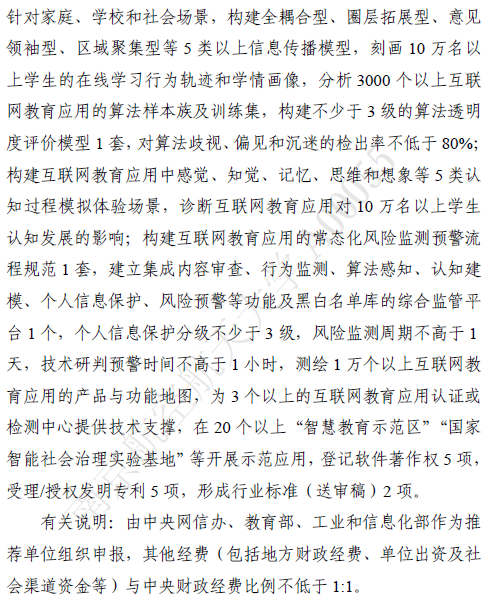 针对家庭、学校和社会场景，构建全耦合型、圈层拓展型、意见
领袖型、区域聚集型等 5 类以上信息传播模型，刻画 10 万名以
上学生的在线学习行为轨迹和学情画像，分析 3000 个以上互联
网教育应用的算法样本族及训练集，构建不少于 3 级的算法透明
度评价模型 1 套，对算法歧视、偏见和沉迷的检出率不低于 80%;
构建互联网教育应用中感觉、知觉、记忆、思维和想象等 5 类认
知过程模拟体验场景，诊断互联网教育应用对 10 万名以上学生
认知发展的影响；构建互联网教育应用的常态化风险监测预警流
程规范 1 套，建立集成内容审查、行为监测、算法感知、认知建
模、个人信息保护、风险预警等功能及黑白名单库的综合监管平
台 1 个，个人信息保护分级不少于 3 级，风险监测周期不高于 1
天，技术研判预警时间不高于 1 小时，测绘 1 万个以上互联网教
育应用的产品与功能地图，为 3 个以上的互联网教育应用认证或
检测中心提供技术支撑，在 20 个以上“智慧教育示范区”“国家
智能社会治理实验基地”等开展示范应用，登记软件著作权 5 项，
受理/授权发明专利 5 项，形成行业标准（送审稿）2 项。
有关说明：由中央网信办、教育部、工业和信息化部作为推
荐单位组织申报，其他经费（包括地方财政经费、单位出资及社
会渠道资金等）与中央财政经费比例不低于 1:1。